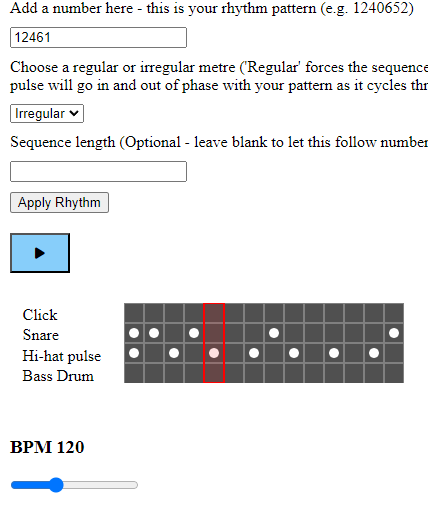 Add a number here - this is your rhythm pattern (e.g. 1240652)
12461
Choose a regular or irregular metre ('Regular' forces the sequence
pulse will go in and out of phase with your pattern as it cycles thr
Irregular
Sequence length (Optional - leave blank to let this follow number
Apply Rhythm
Click
Snare
Hi-hat pulse
Bass Drum
BPM 120